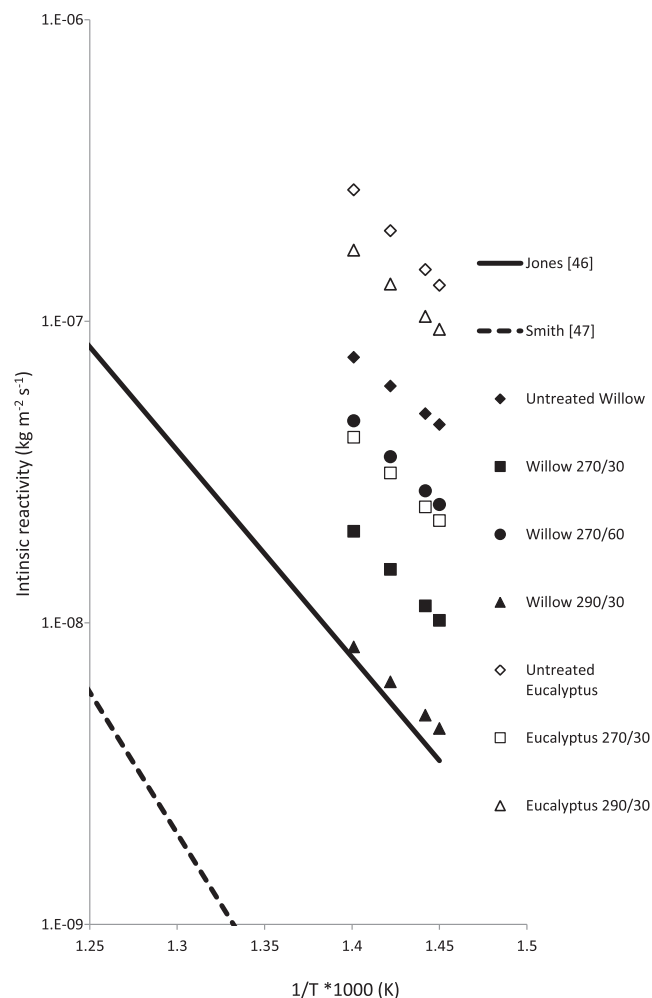 1.E-06
1.E-07
1.E-08
1.E-09
Intrinsic reactivity (kg m⁻² s⁻¹)
1.25 1.3 1.35 1.4 1.45 1.5
1/T *1000 (K)
Jones [46]
Smith [47]
Untreated Willow
Willow 270/30
Willow 270/60
Willow 290/30
Untreated
Eucalyptus
Eucalyptus 270/30
Eucalyptus 290/30